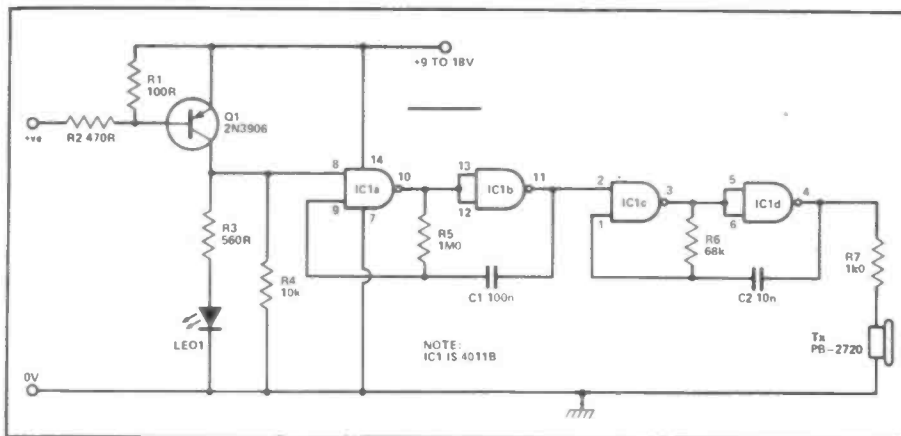 +9 TO 18V
R1
100R
Q1
2N3906
+ve
R2 470R
8
14
10
IC1a
9
7
13
12
IC1b
11
2
1
IC1c
3
5
6
IC1d
4
R3
560R
R4
10k
R5
1M0
C1 100n
R6
68k
C2 10n
R7
1k0
LED1
Tx
PB-2720
NOTE:
IC1 IS 4011B
0V